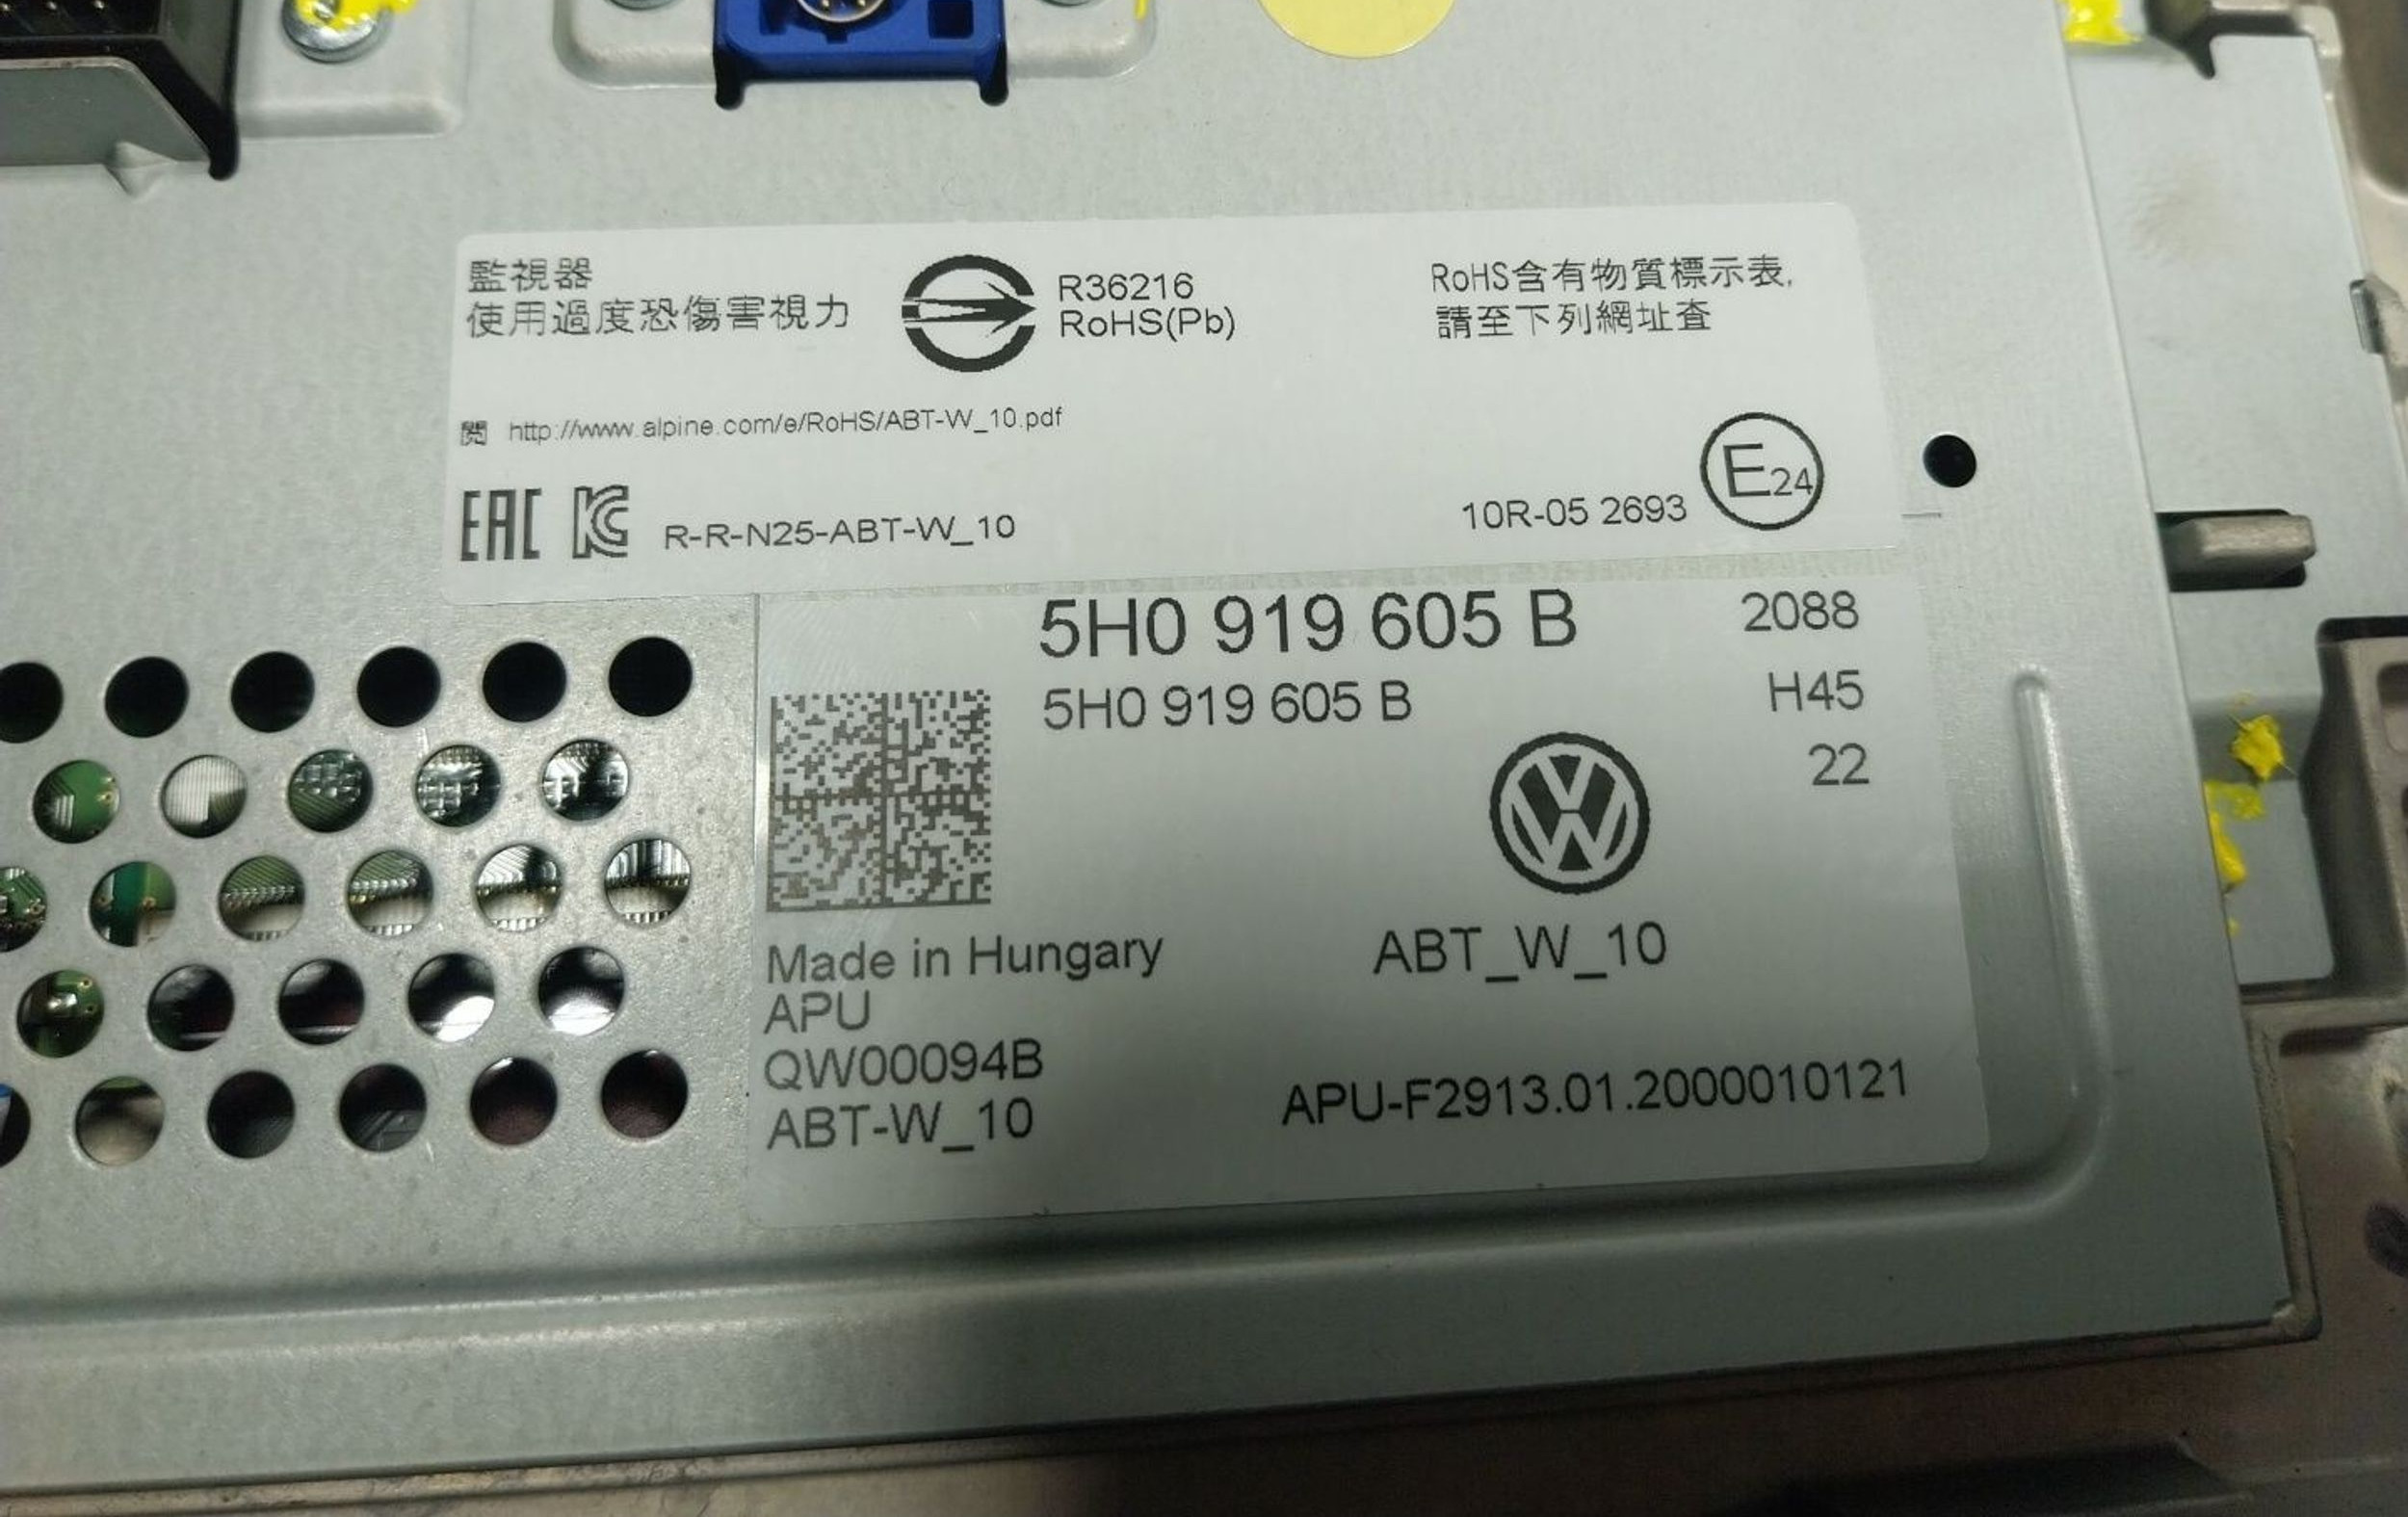 監視器
使用過度恐傷害視力
R36216
RoHS(Pb)
RoHS含有物質標示表,
請至下列網址查
閱 http://www.alpine.com/e/RoHS/ABT-W_10.pdf
EAC KC R-R-N25-ABT-W_10
10R-05 2693 E24
5H0 919 605 B
2088
5H0 919 605 B
H45
22
VW
Made in Hungary
ABT_W_10
APU
QW00094B
ABT-W_10
APU-F2913.01.2000010121